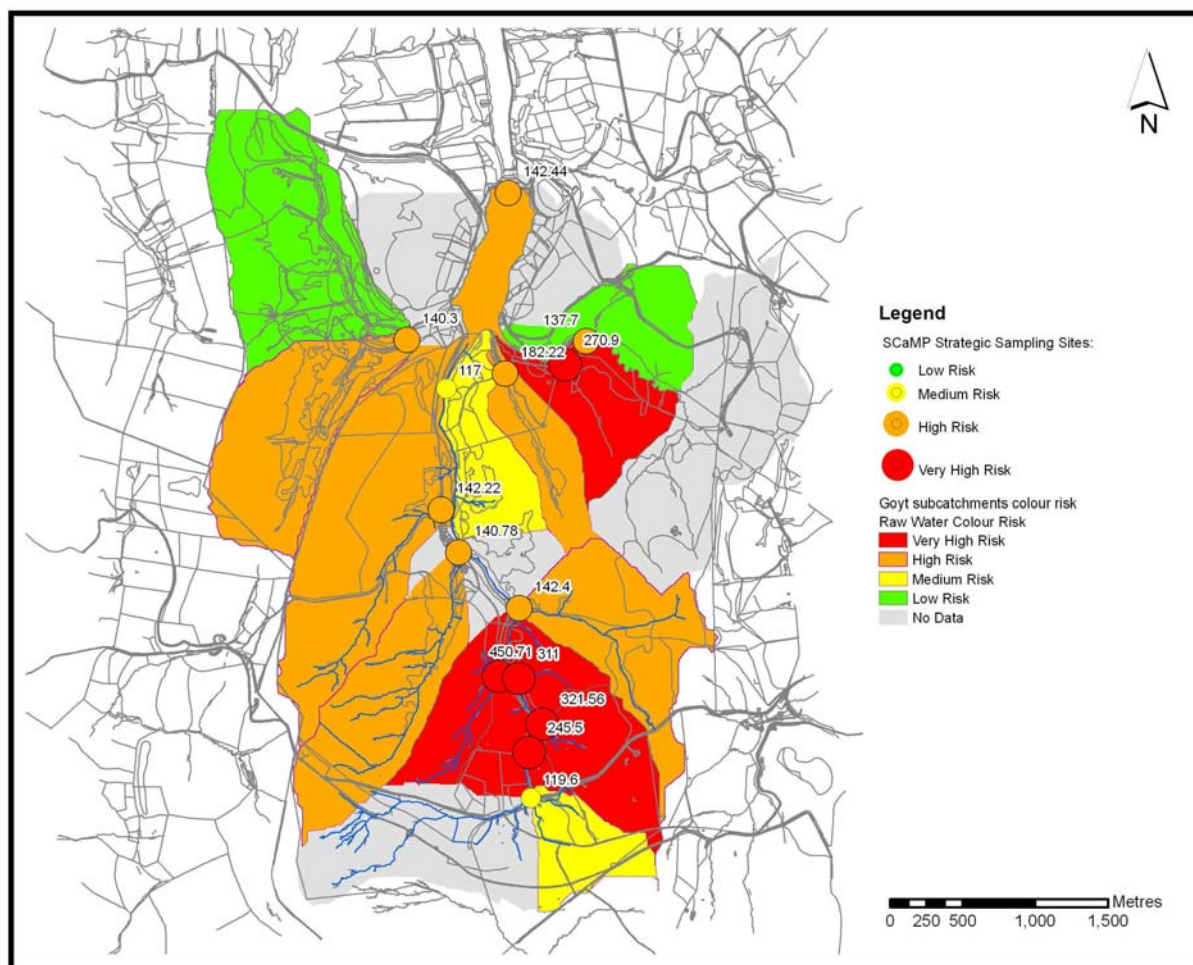 N
142.44
140.3
137.7
270.9
182.22
117
142.22
140.78
142.4
450.71
311
321.56
245.5
119.6
Legend
SCaMP Strategic Sampling Sites:
Low Risk
Medium Risk
High Risk
Very High Risk
Goyt subcatchments colour risk
Raw Water Colour Risk
Very High Risk
High Risk
Medium Risk
Low Risk
No Data
Metres
0 250 500 1,000 1,500